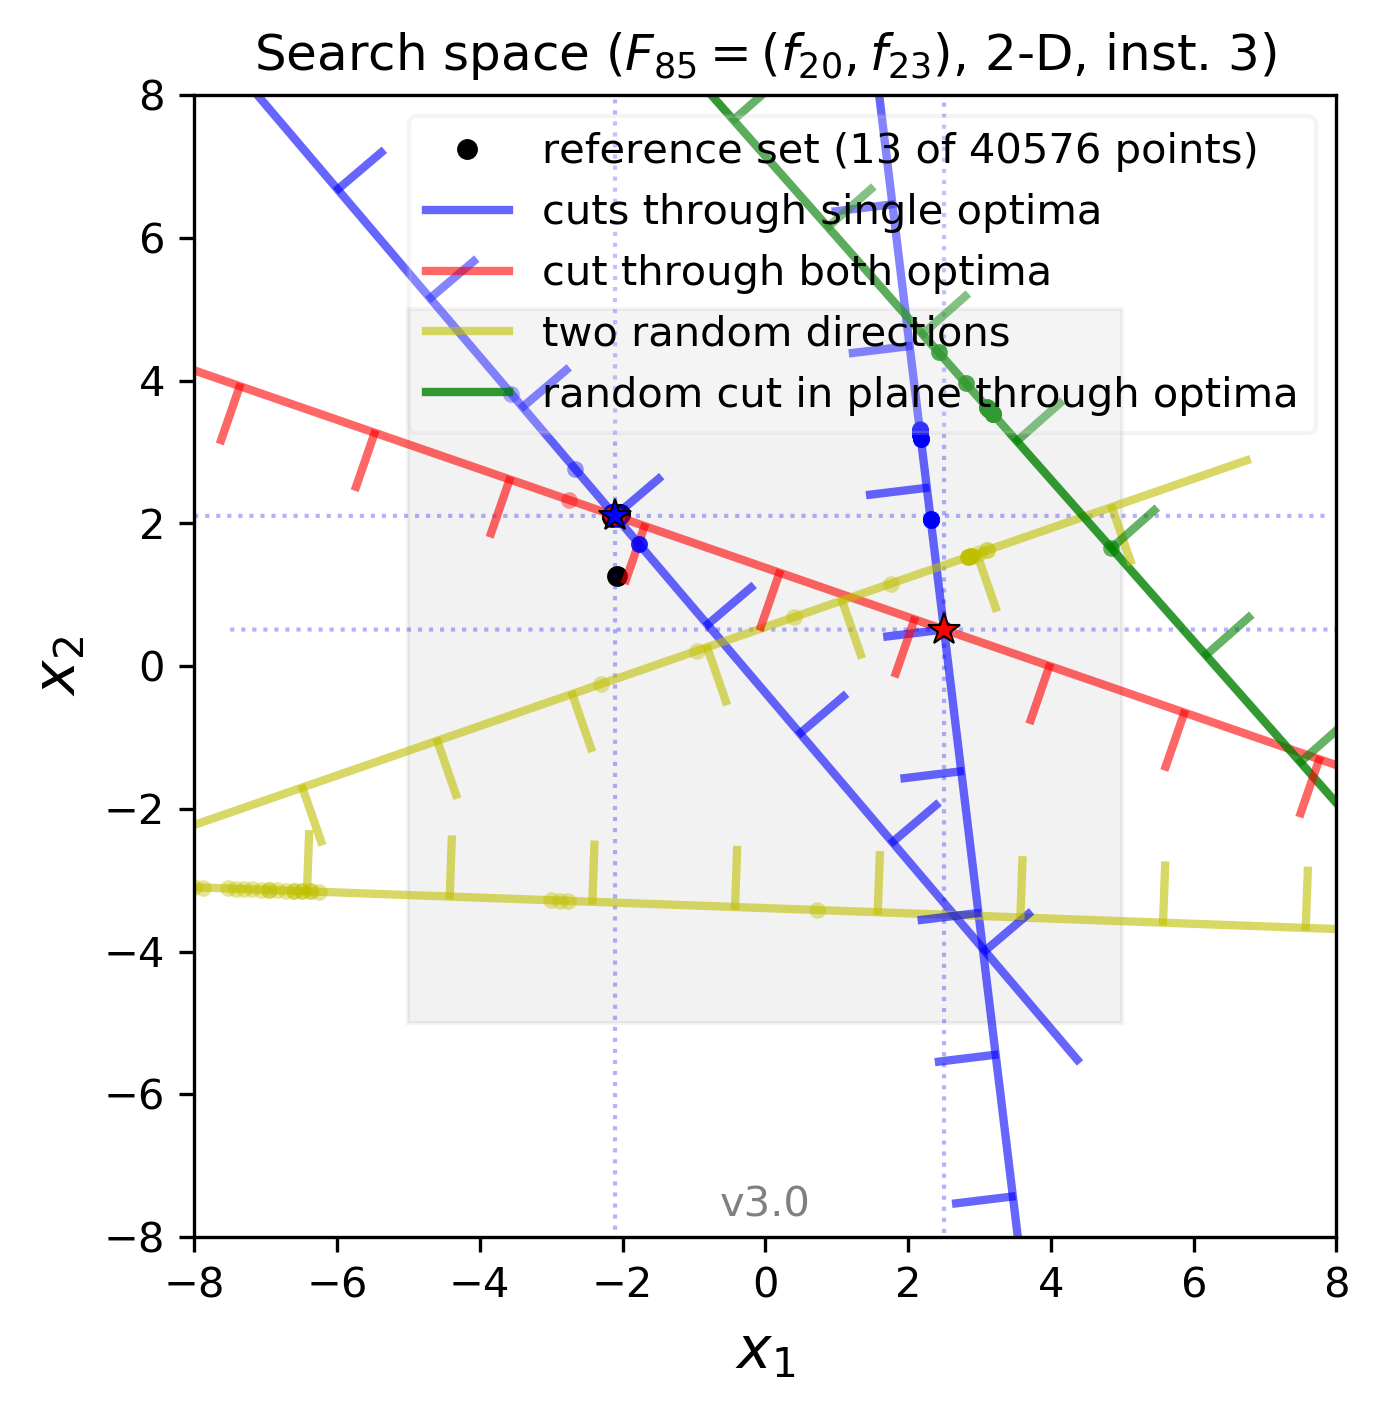 Search space (F₈₅ = (f₂₀, f₂₃), 2-D, inst. 3)
reference set (13 of 40576 points)
cuts through single optima
cut through both optima
two random directions
random cut in plane through optima
8
6
4
2
0
−2
−4
−6
−8
x₂
v3.0
−8 −6 −4 −2 0 2 4 6 8
x₁